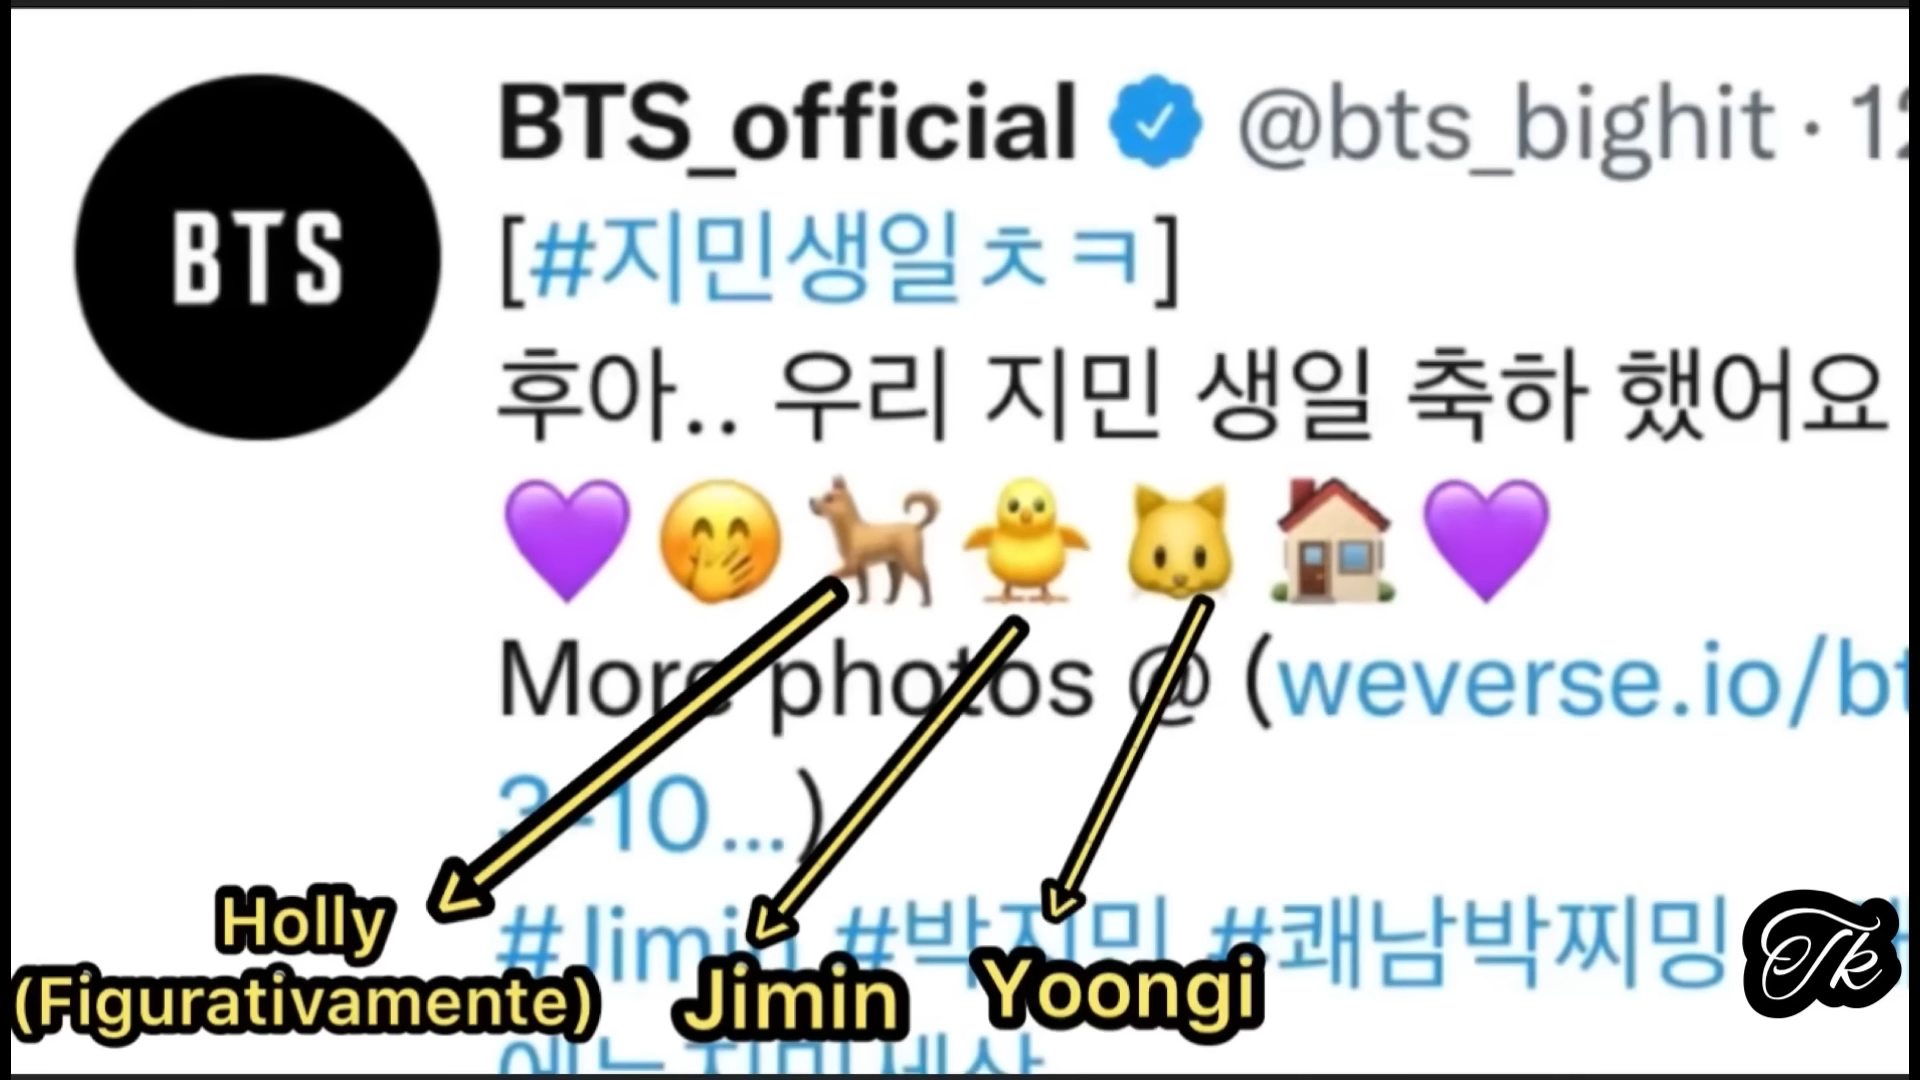 BTS
BTS_official @bts_bighit · 12
[#지민생일ㅊㅋ]
후아.. 우리 지민 생일 축하 했어요
💜🤭🐕🐥🐱🏠💜
More photos @ (weverse.io/bt
3-10...)
#Jimin #박지민 #쾌남박찌밍
Holly
(Figurativamente)
Jimin
Yoongi
Tk